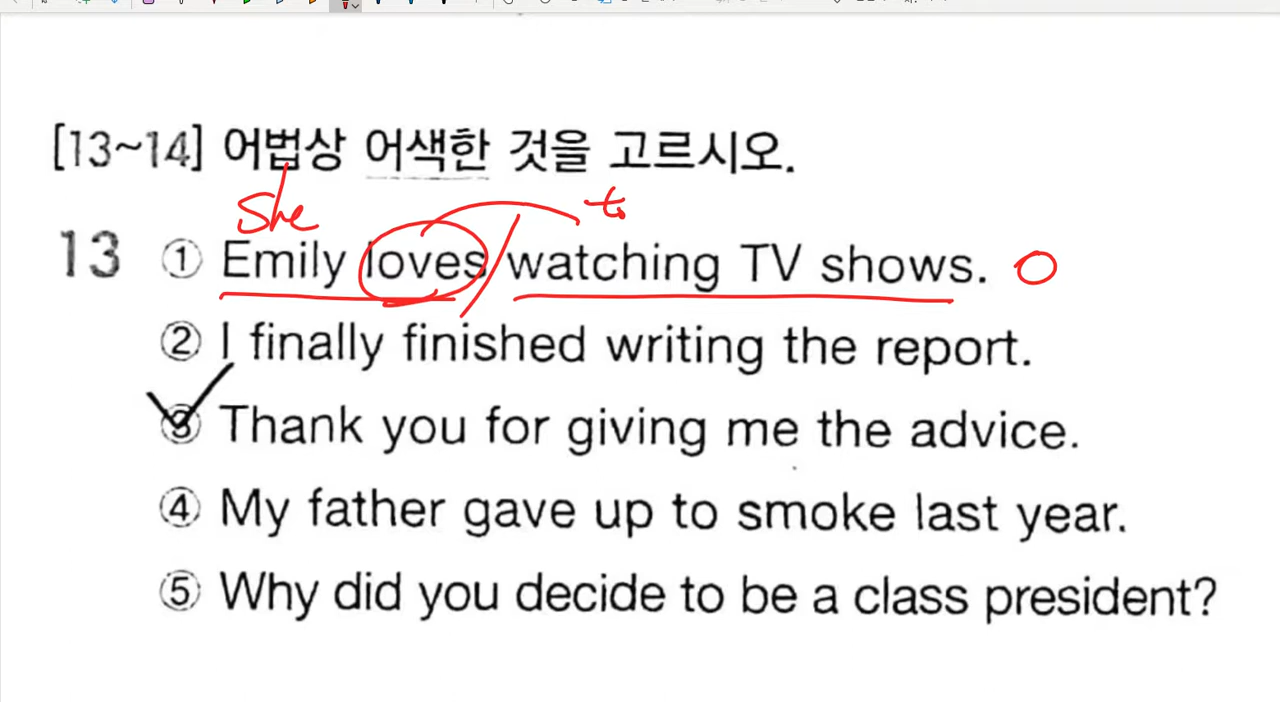 [13~14] 어법상 어색한 것을 고르시오.
She to
13 ① Emily loves / watching TV shows. O
② I finally finished writing the report.
③ Thank you for giving me the advice.
④ My father gave up to smoke last year.
⑤ Why did you decide to be a class president?